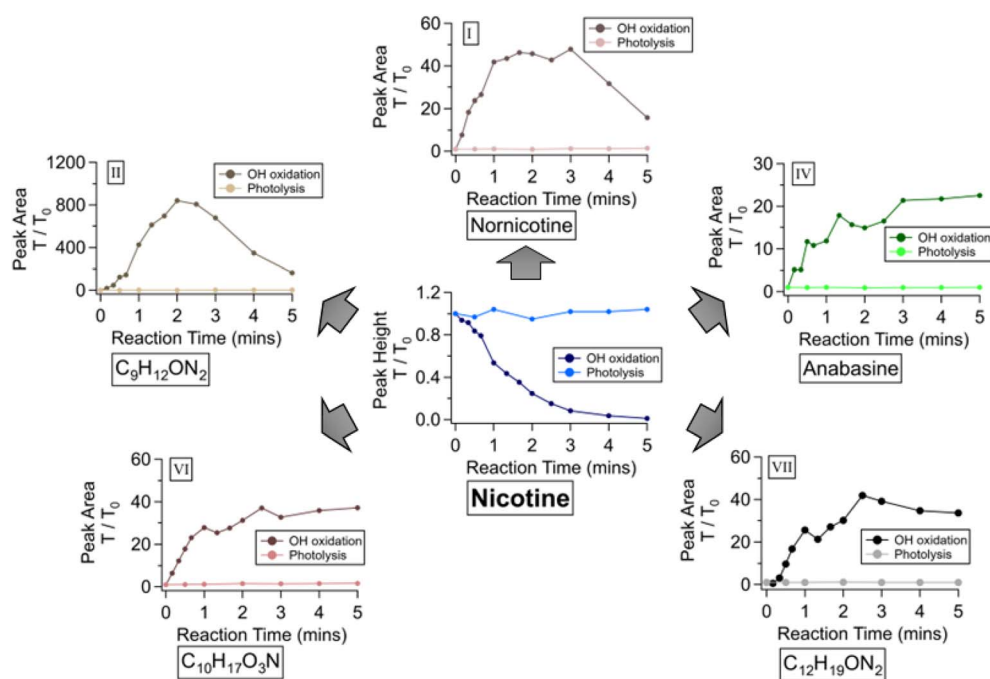 I
OH oxidation
Photolysis
Peak Area
T / T₀
60
40
20
0
0 1 2 3 4 5
Reaction Time (mins)
Nornicotine
II
OH oxidation
Photolysis
Peak Area
T / T₀
1200
800
400
0
0 1 2 3 4 5
Reaction Time (mins)
C₉H₁₂ON₂
IV
OH oxidation
Photolysis
Peak Area
T / T₀
30
20
10
0
0 1 2 3 4 5
Reaction Time (mins)
Anabasine
OH oxidation
Photolysis
Peak Height
T / T₀
1.2
0.8
0.4
0.0
0 1 2 3 4 5
Reaction Time (mins)
Nicotine
VI
OH oxidation
Photolysis
Peak Area
T / T₀
60
40
20
0
0 1 2 3 4 5
Reaction Time (mins)
C₁₀H₁₇O₃N
VII
OH oxidation
Photolysis
Peak Area
T / T₀
60
40
20
0
0 1 2 3 4 5
Reaction Time (mins)
C₁₂H₁₉ON₂